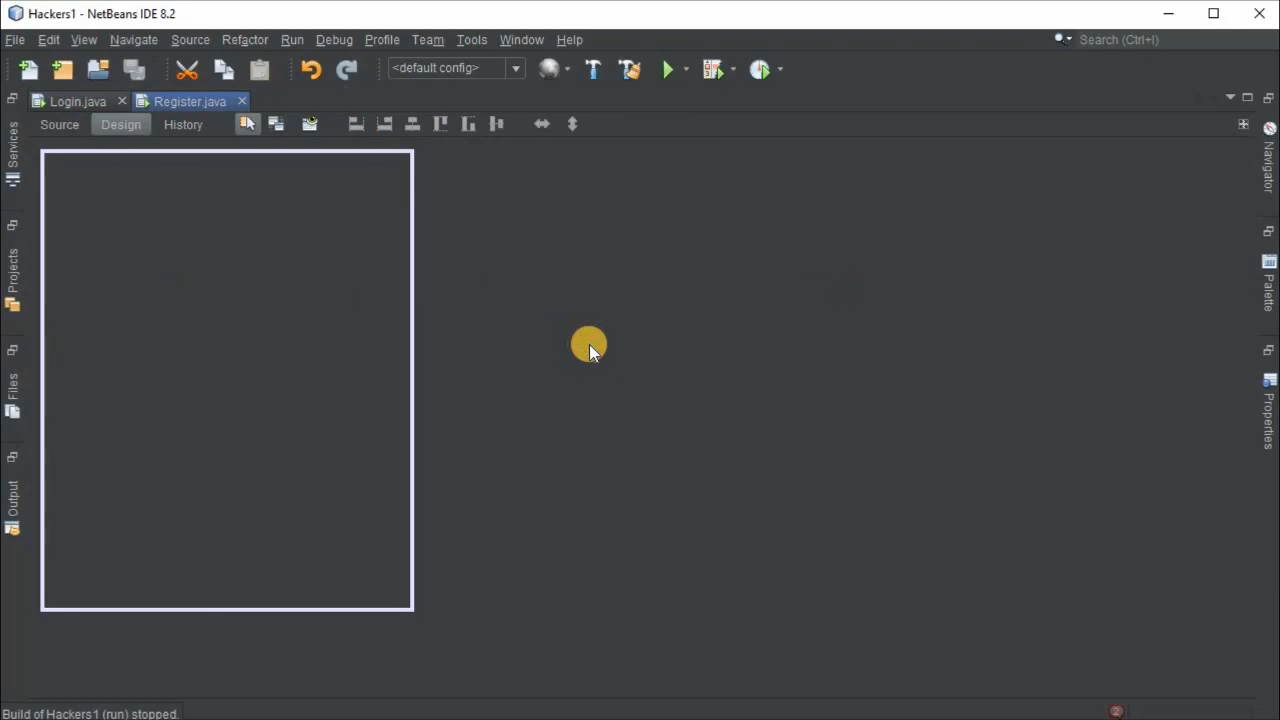 Hackers1 - NetBeans IDE 8.2
File Edit View Navigate Source Refactor Run Debug Profile Team Tools Window Help
Search (Ctrl+I)
<default config>
Login.java Register.java
Source Design History
Services
Projects
Files
Output
Navigator
Palette
Properties
Build of Hackers1 (run) stopped.
2